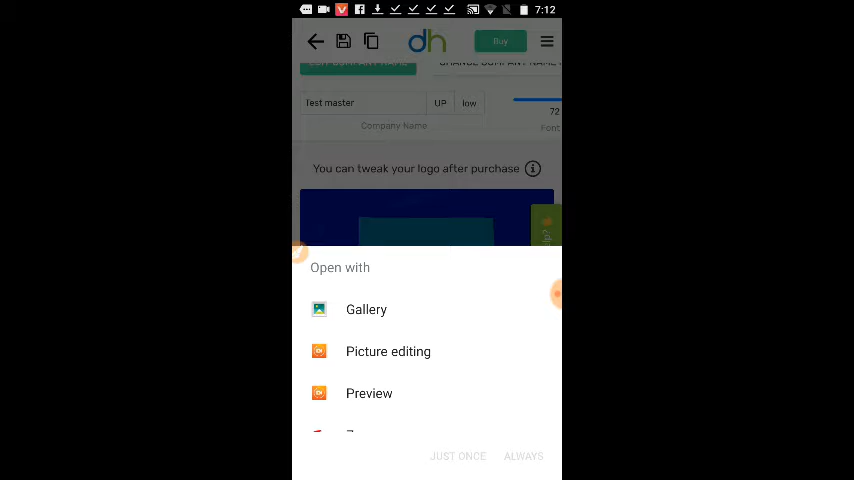 7:12
dh
Buy
Test master
UP
low
72
Company Name
Font
You can tweak your logo after purchase
Open with
Gallery
Picture editing
Preview
JUST ONCE
ALWAYS